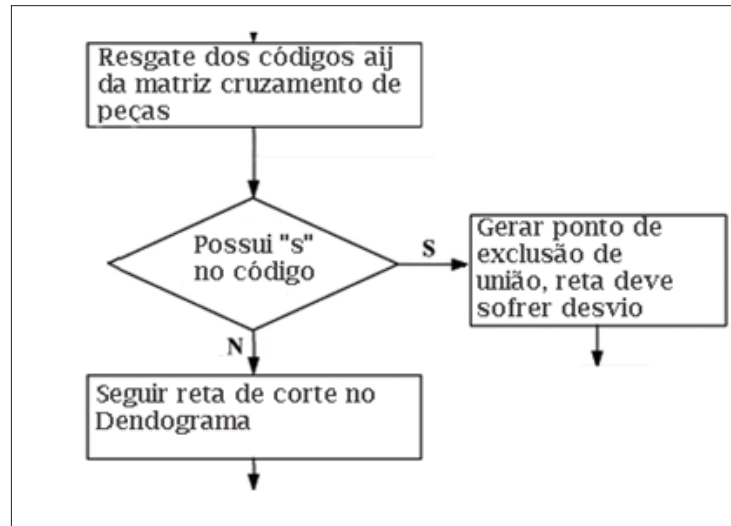 Resgate dos códigos aij
da matriz cruzamento de
peças
Possui "s"
no código
S
Gerar ponto de
exclusão de
união, reta deve
sofrer desvio
N
Seguir reta de corte no
Dendograma